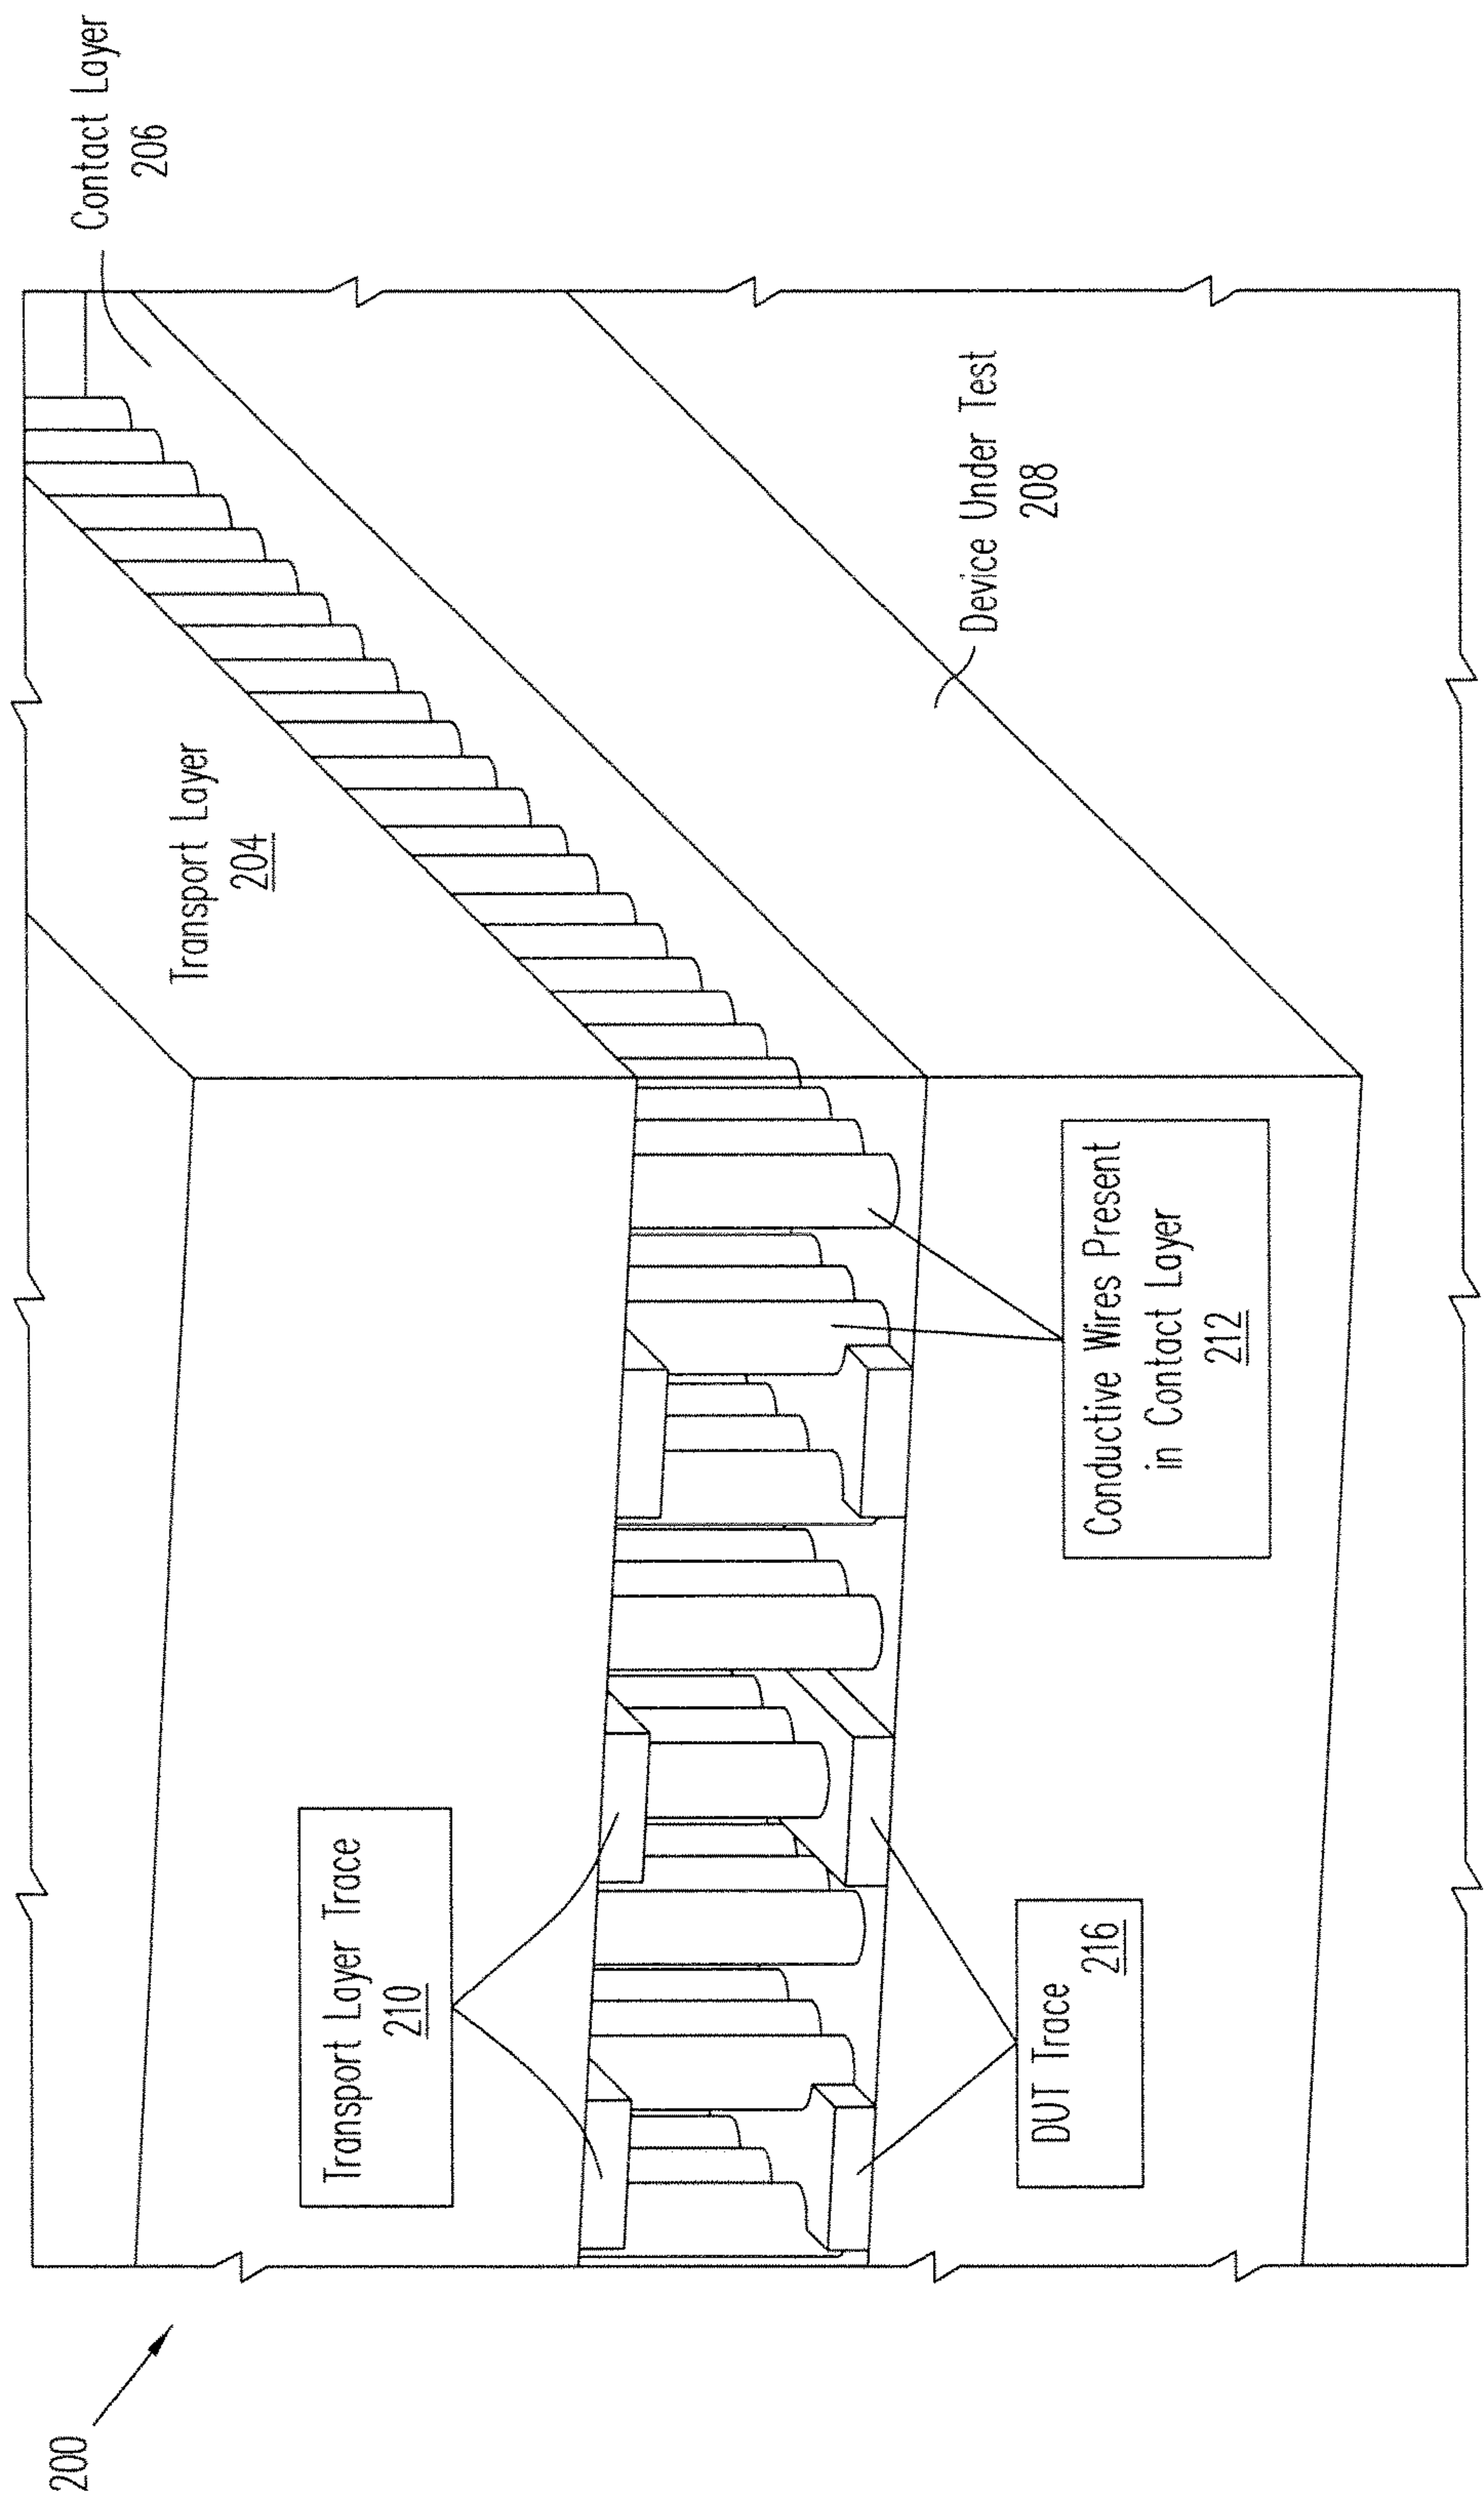 200
Transport Layer
204
Contact Layer
206
Transport Layer Trace
210
Device Under Test
208
DUT Trace
216
Conductive Wires Present
in Contact Layer
212